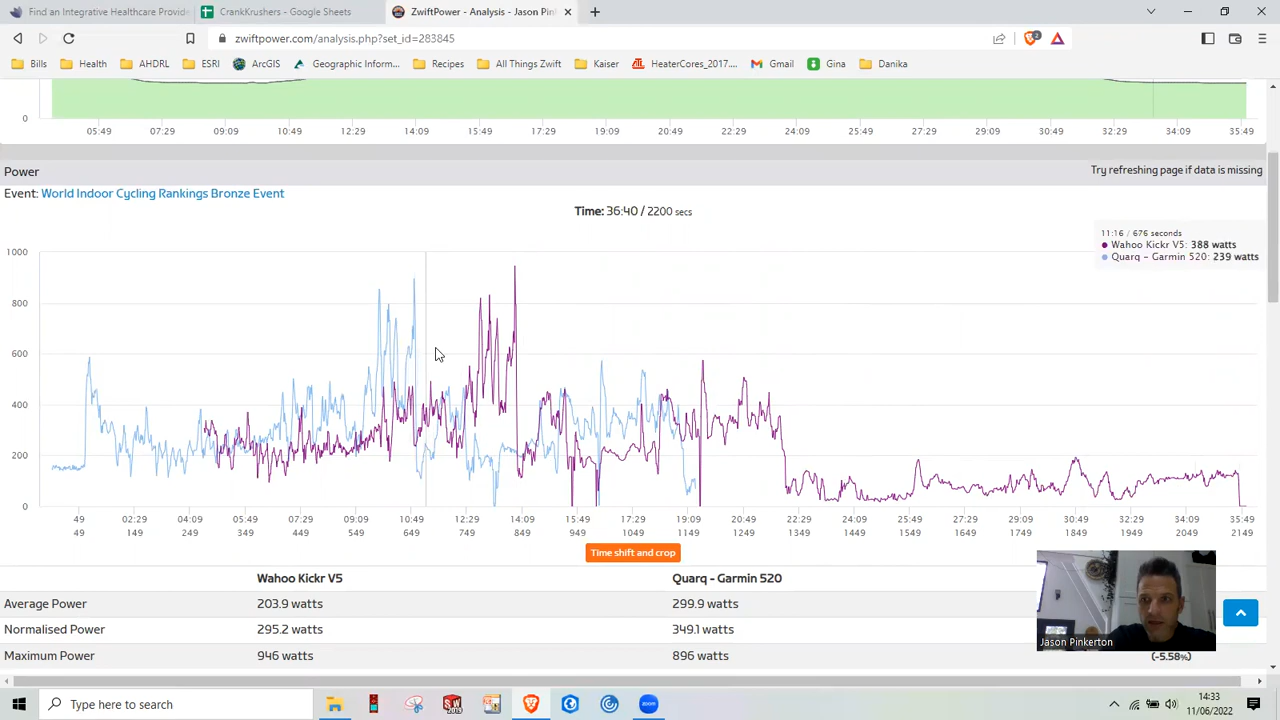 Find an Integrative Healthcare Provide
CrankKrushers - Google Sheets
ZwiftPower - Analysis - Jason Pin
zwiftpower.com/analysis.php?set_id=283845
2
Bills Health AHDRL ESRI ArcGIS Geographic Inform... Recipes All Things Zwift Kaiser HeaterCores_2017.... Gmail Gina Danika
0
05:49 07:29 09:09 10:49 12:29 14:09 15:49 17:29 19:09 20:49 22:29 24:09 25:49 27:29 29:09 30:49 32:29 34:09 35:49
Power
Try refreshing page if data is missing
Event: World Indoor Cycling Rankings Bronze Event
Time: 36:40 / 2200 secs
11:16 / 676 seconds
Wahoo Kickr V5: 388 watts
Quarq - Garmin 520: 239 watts
1000
800
600
400
200
0
49 02:29 04:09 05:49 07:29 09:09 10:49 12:29 14:09 15:49 17:29 19:09 20:49 22:29 24:09 25:49 27:29 29:09 30:49 32:29 34:09 35:49
49 149 249 349 449 549 649 749 849 949 1049 1149 1249 1349 1449 1549 1649 1749 1849 1949 2049 2149
Time shift and crop
Wahoo Kickr V5 Quarq - Garmin 520
Average Power 203.9 watts 299.9 watts
Normalised Power 295.2 watts 349.1 watts
Maximum Power 946 watts 896 watts (-5.58%)
Jason Pinkerton
Type here to search
14:33
11/06/2022